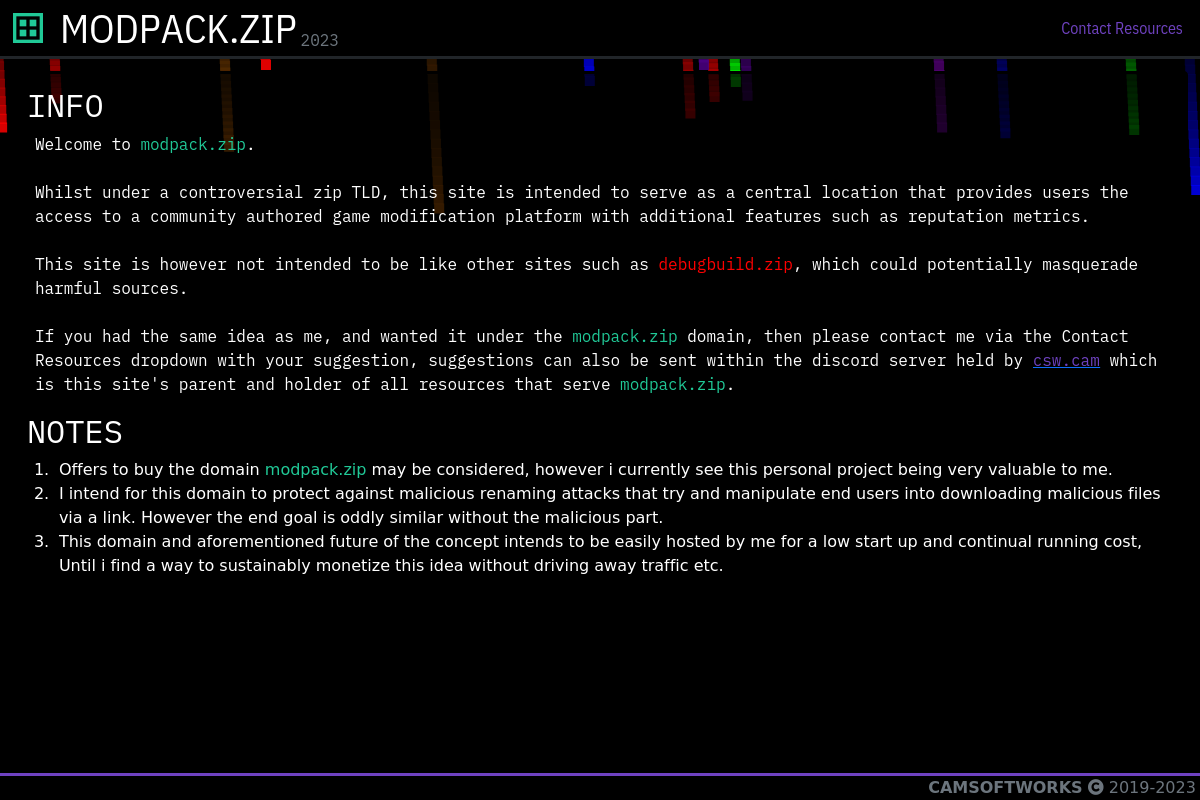 MODPACK.ZIP 2023
Contact Resources
INFO
Welcome to modpack.zip.
Whilst under a controversial zip TLD, this site is intended to serve as a central location that provides users the
access to a community authored game modification platform with additional features such as reputation metrics.
This site is however not intended to be like other sites such as debugbuild.zip, which could potentially masquerade
harmful sources.
If you had the same idea as me, and wanted it under the modpack.zip domain, then please contact me via the Contact
Resources dropdown with your suggestion, suggestions can also be sent within the discord server held by csw.cam which
is this site's parent and holder of all resources that serve modpack.zip.
NOTES
1. Offers to buy the domain modpack.zip may be considered, however i currently see this personal project being very valuable to me.
2. I intend for this domain to protect against malicious renaming attacks that try and manipulate end users into downloading malicious files
via a link. However the end goal is oddly similar without the malicious part.
3. This domain and aforementioned future of the concept intends to be easily hosted by me for a low start up and continual running cost,
Until i find a way to sustainably monetize this idea without driving away traffic etc.
CAMSOFTWORKS © 2019-2023